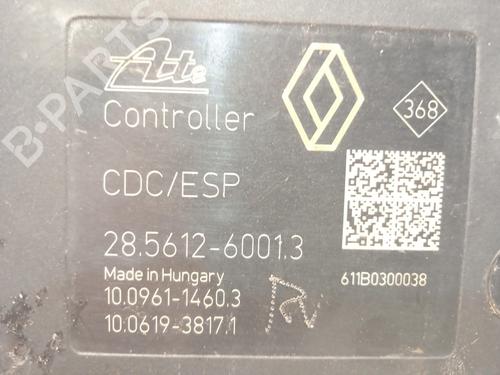 Ate
368
Controller
CDC/ESP
28.5612-6001.3
Made in Hungary
611B0300038
10.0961-1460.3
10.0619-3817.1
R
B-PARTS